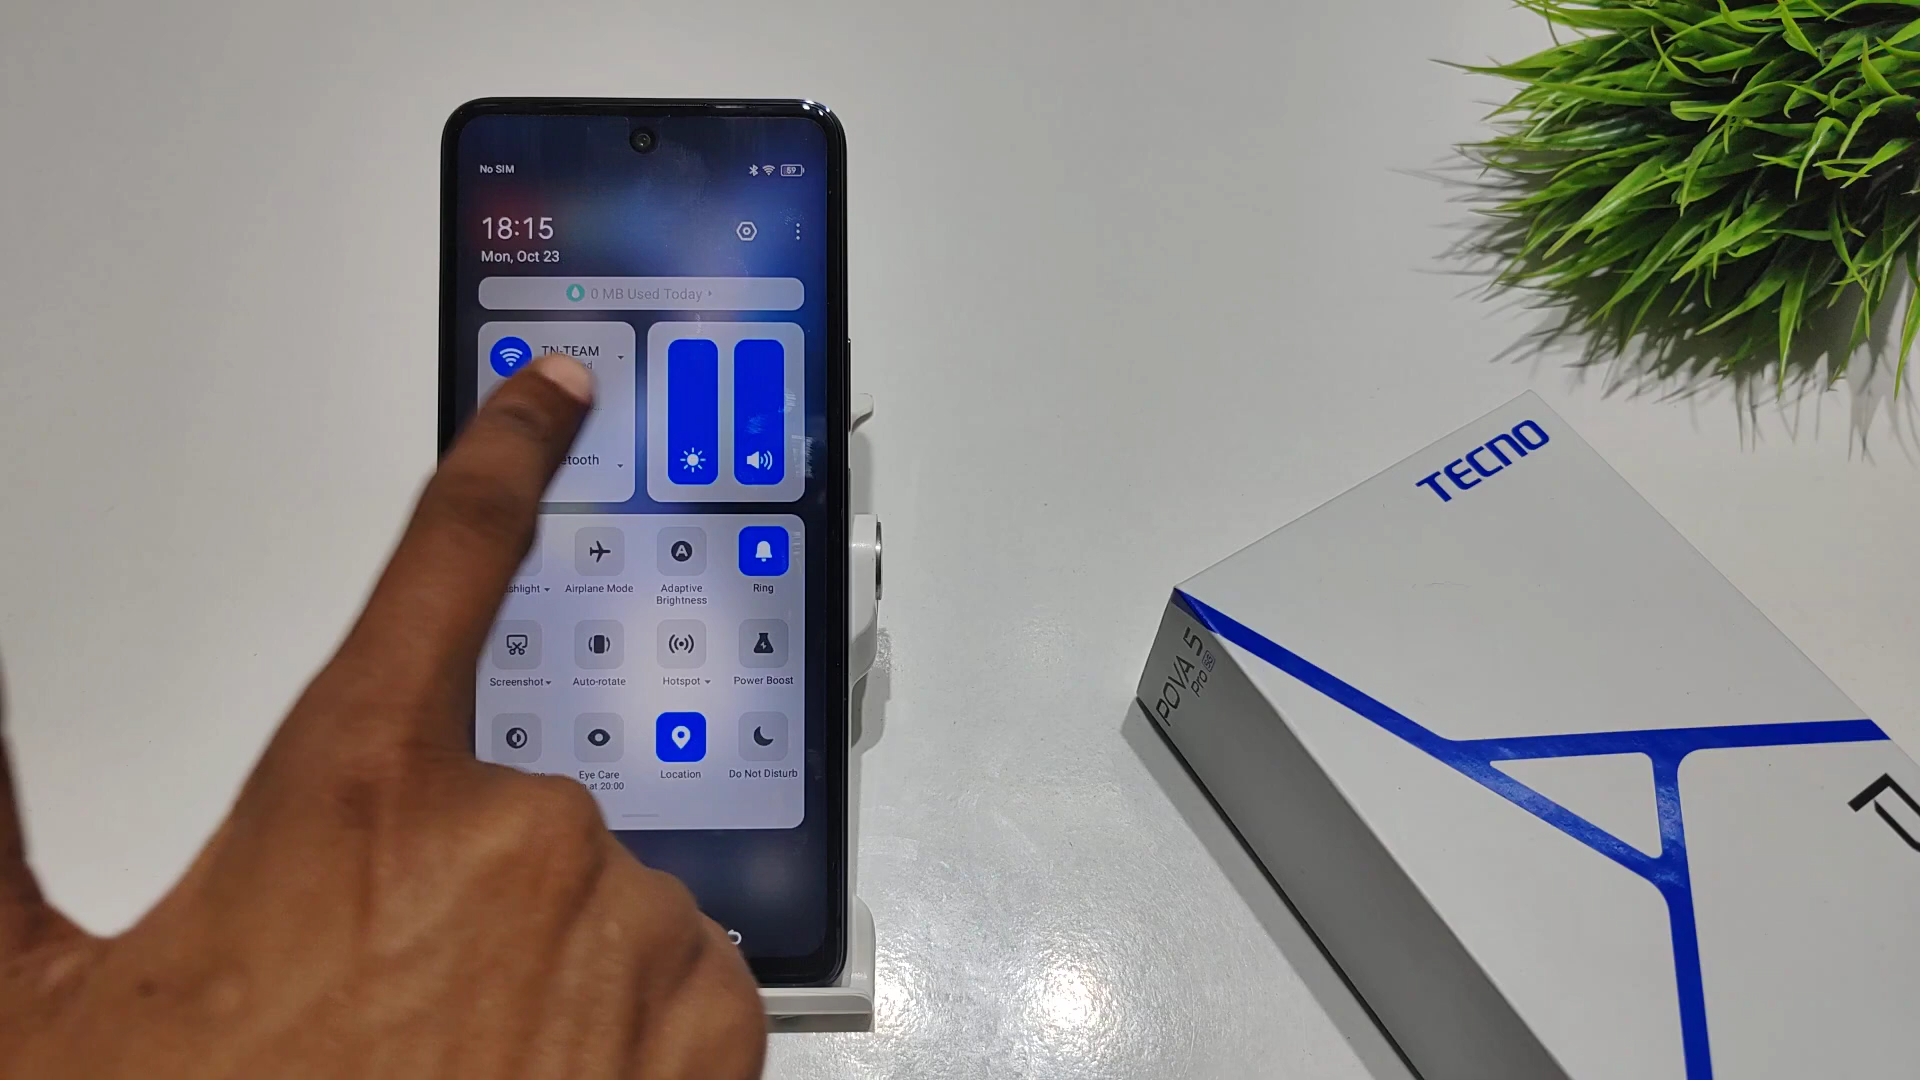 No SIM
59
18:15
Mon, Oct 23
0 MB Used Today
TN-TEAM
etooth
shlight
Airplane Mode
Adaptive
Brightness
Ring
Screenshot
Auto-rotate
Hotspot
Power Boost
Eye Care
at 20:00
Location
Do Not Disturb
TECNO
POVA 5
Pro